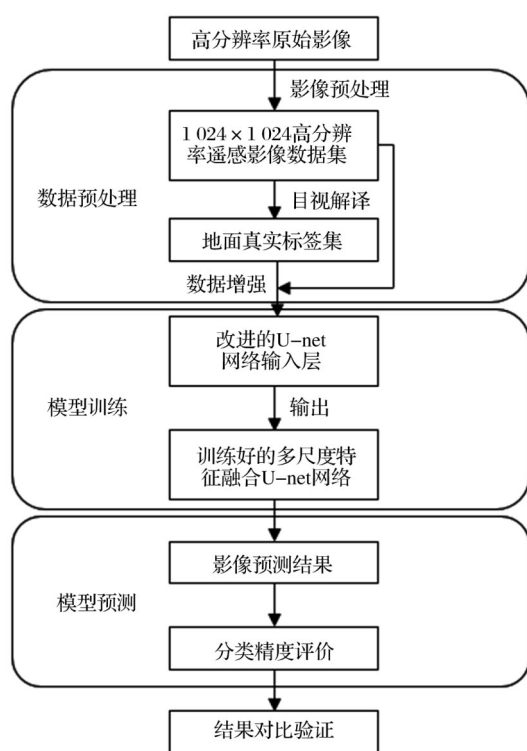 高分辨率原始影像
影像预处理
1 024×1 024高分辨
率遥感影像数据集
数据预处理
目视解译
地面真实标签集
数据增强
改进的U-net
网络输入层
模型训练
输出
训练好的多尺度特
征融合U-net网络
影像预测结果
模型预测
分类精度评价
结果对比验证